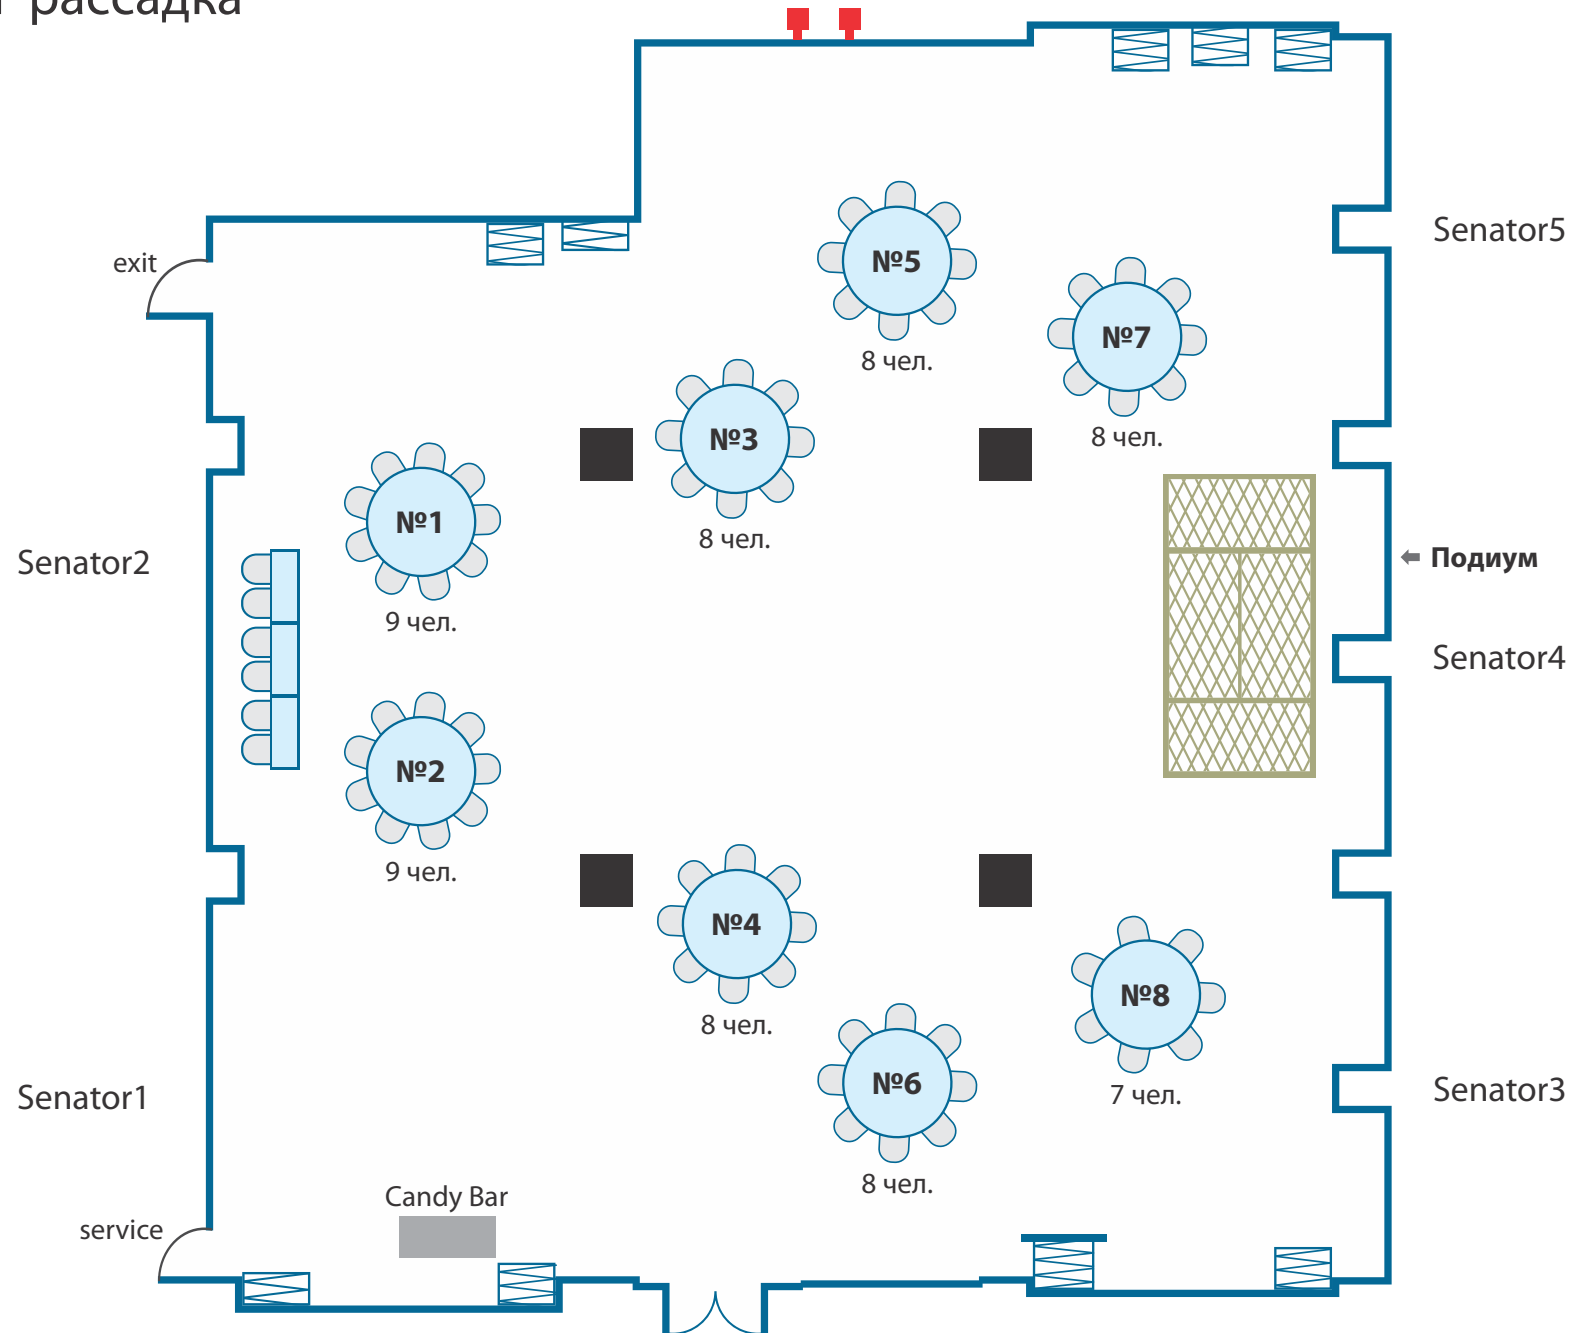 рассадка
Senator5
exit
№5
№7
8 чел.
№3
8 чел.
№1
8 чел.
Подиум
Senator2
9 чел.
Senator4
№2
9 чел.
№4
№8
8 чел.
№6
7 чел.
Senator1
Senator3
8 чел.
Candy Bar
service